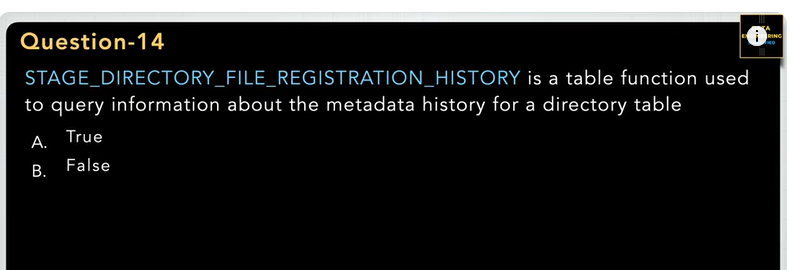 Question-14
STAGE_DIRECTORY_FILE_REGISTRATION_HISTORY is a table function used
to query information about the metadata history for a directory table
A. True
B. False